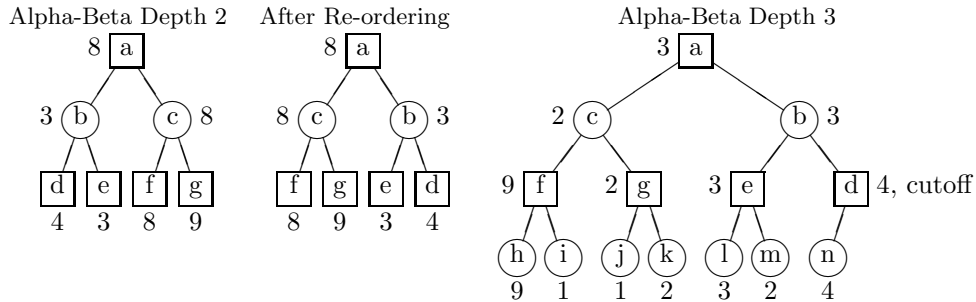 Alpha-Beta Depth 2
8 a
3 b c 8
d e f g
4 3 8 9
After Re-ordering
8 a
8 c b 3
f g e d
8 9 3 4
Alpha-Beta Depth 3
3 a
2 c b 3
9 f 2 g 3 e d 4, cutoff
h i j k l m n
9 1 1 2 3 2 4